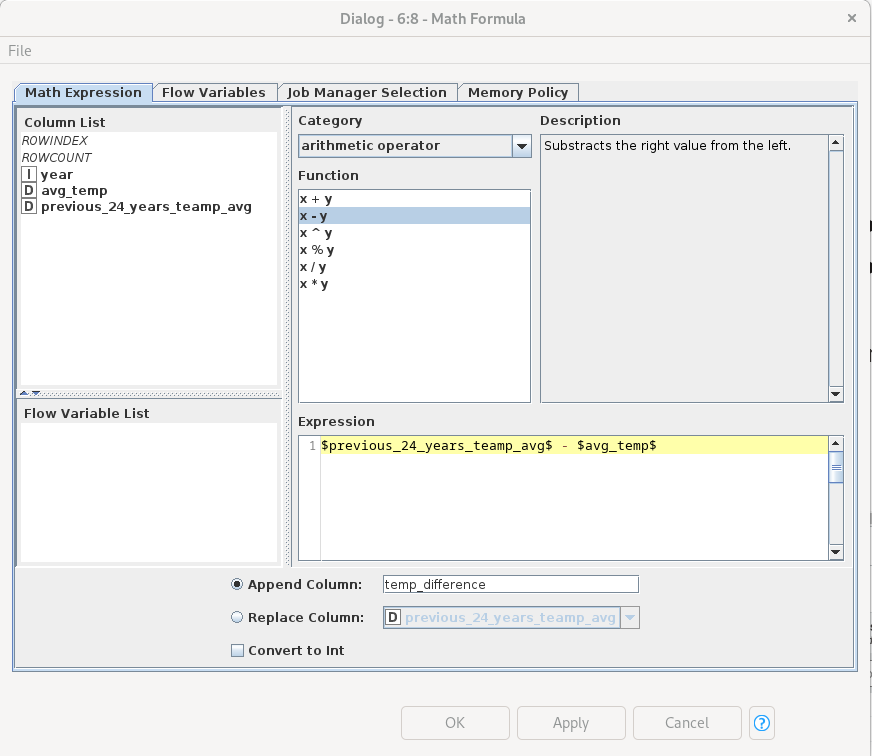 Dialog - 6:8 - Math Formula
×
File
Math Expression
Flow Variables
Job Manager Selection
Memory Policy
Column List
ROWINDEX
ROWCOUNT
I year
D avg_temp
D previous_24_years_teamp_avg
Flow Variable List
Category
arithmetic operator
Function
x + y
x - y
x ^ y
x % y
x / y
x * y
Description
Substracts the right value from the left.
Expression
1 $previous_24_years_teamp_avg$ - $avg_temp$
Append Column: temp_difference
Replace Column: D previous_24_years_teamp_avg
Convert to Int
OK
Apply
Cancel
?